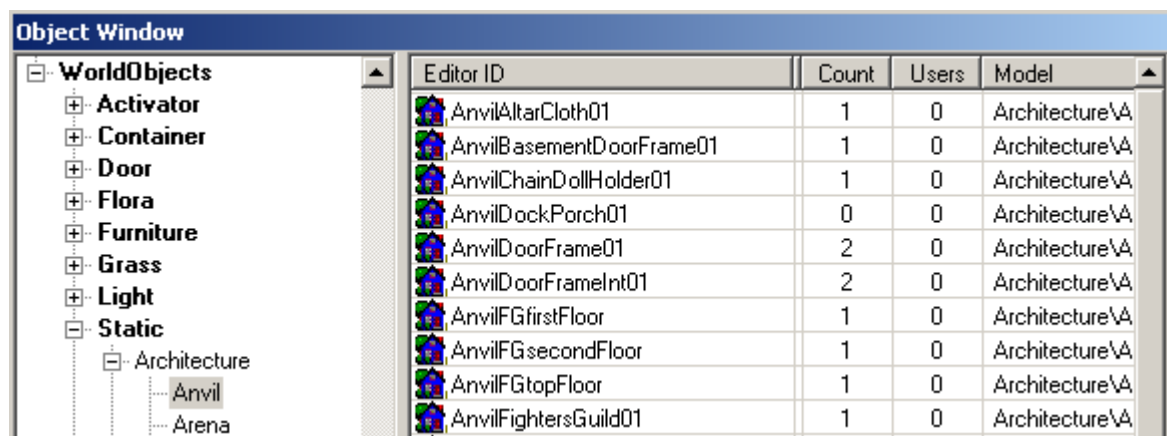 Object Window
WorldObjects
Activator
Container
Door
Flora
Furniture
Grass
Light
Static
Architecture
Anvil
Arena
Editor ID Count Users Model
AnvilAltarCloth01 1 0 Architecture\A
AnvilBasementDoorFrame01 1 0 Architecture\A
AnvilChainDollHolder01 1 0 Architecture\A
AnvilDockPorch01 0 0 Architecture\A
AnvilDoorFrame01 2 0 Architecture\A
AnvilDoorFrameInt01 2 0 Architecture\A
AnvilFGfirstFloor 1 0 Architecture\A
AnvilFGsecondFloor 1 0 Architecture\A
AnvilFGtopFloor 1 0 Architecture\A
AnvilFightersGuild01 1 0 Architecture\A